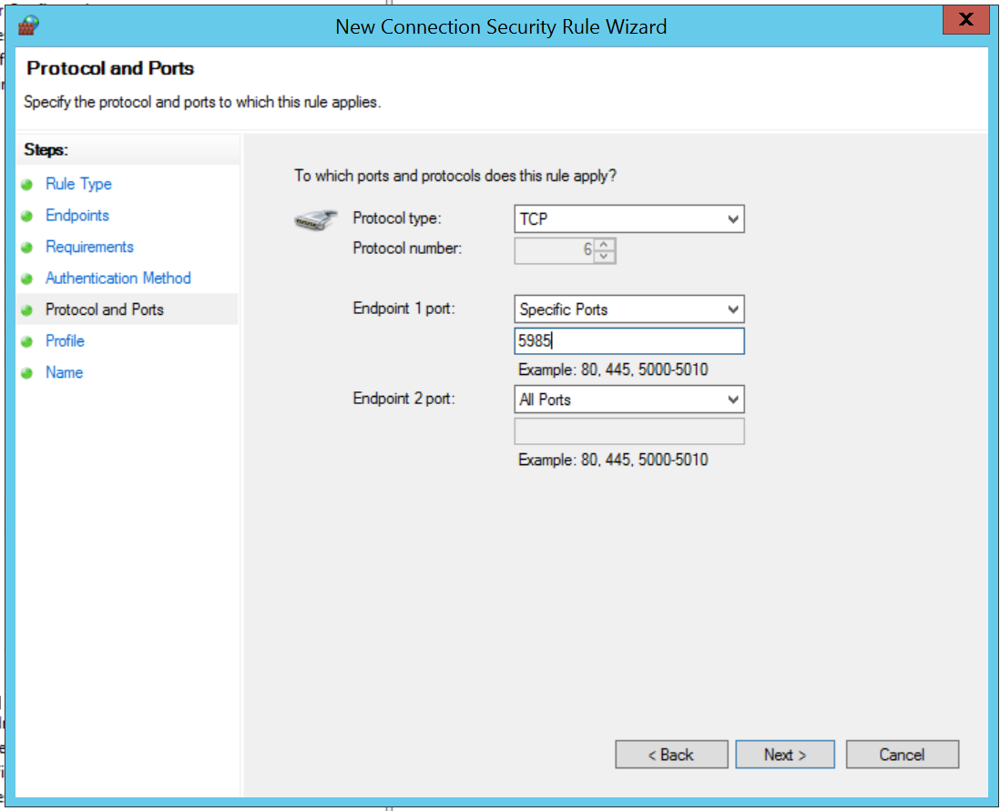 New Connection Security Rule Wizard
X
Protocol and Ports
Specify the protocol and ports to which this rule applies.
Steps:
Rule Type
Endpoints
Requirements
Authentication Method
Protocol and Ports
Profile
Name
To which ports and protocols does this rule apply?
Protocol type: TCP
Protocol number: 6
Endpoint 1 port: Specific Ports
5985
Example: 80, 445, 5000-5010
Endpoint 2 port: All Ports
Example: 80, 445, 5000-5010
< Back Next > Cancel